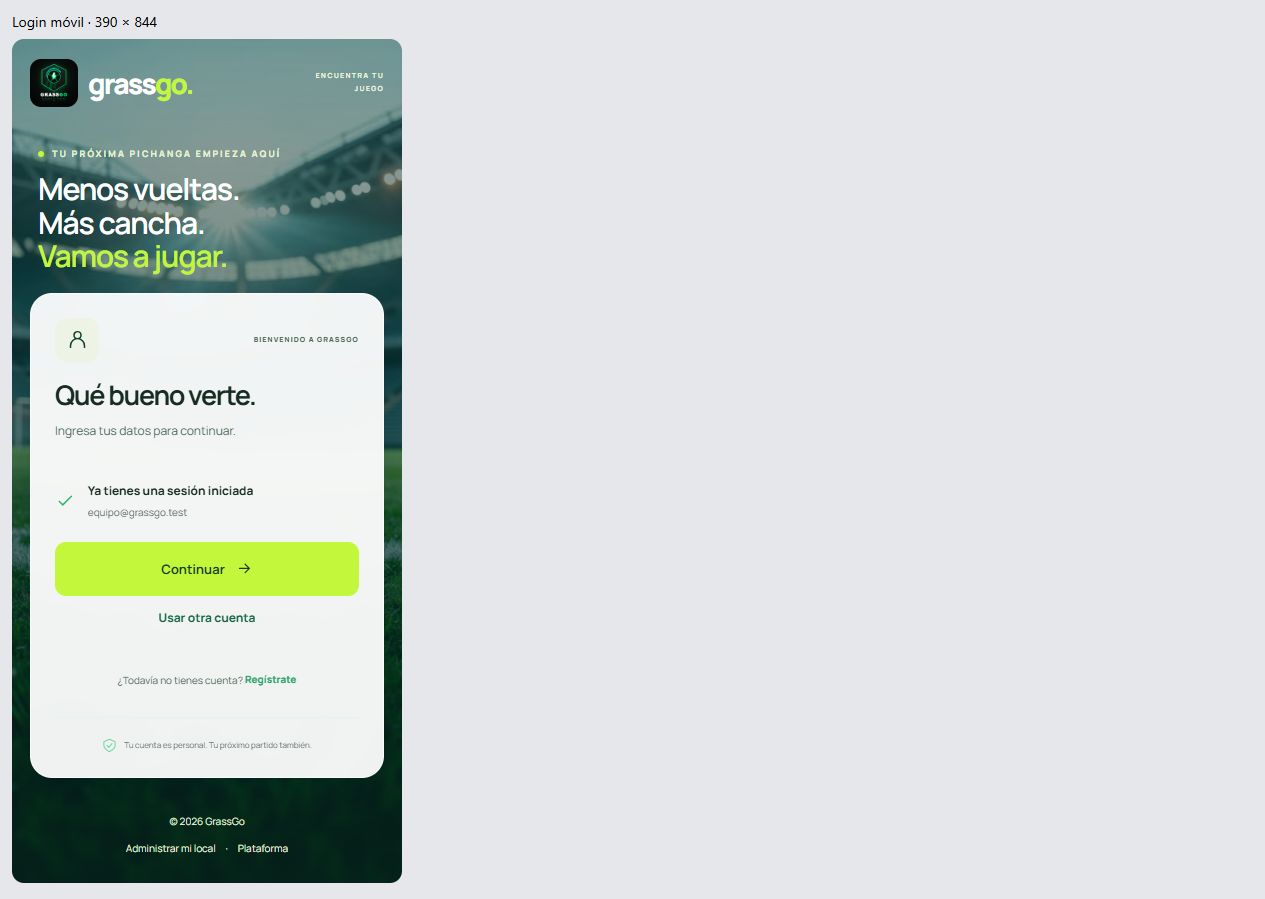 Login móvil · 390 × 844
GRASSGO
grassgo.
ENCUENTRA TU
JUEGO
TU PRÓXIMA PICHANGA EMPIEZA AQUÍ
Menos vueltas.
Más cancha.
Vamos a jugar.
BIENVENIDO A GRASSGO
Qué bueno verte.
Ingresa tus datos para continuar.
Ya tienes una sesión iniciada
equipo@grassgo.test
Continuar →
Usar otra cuenta
¿Todavía no tienes cuenta? Regístrate
Tu cuenta es personal. Tu próximo partido también.
© 2026 GrassGo
Administrar mi local · Plataforma